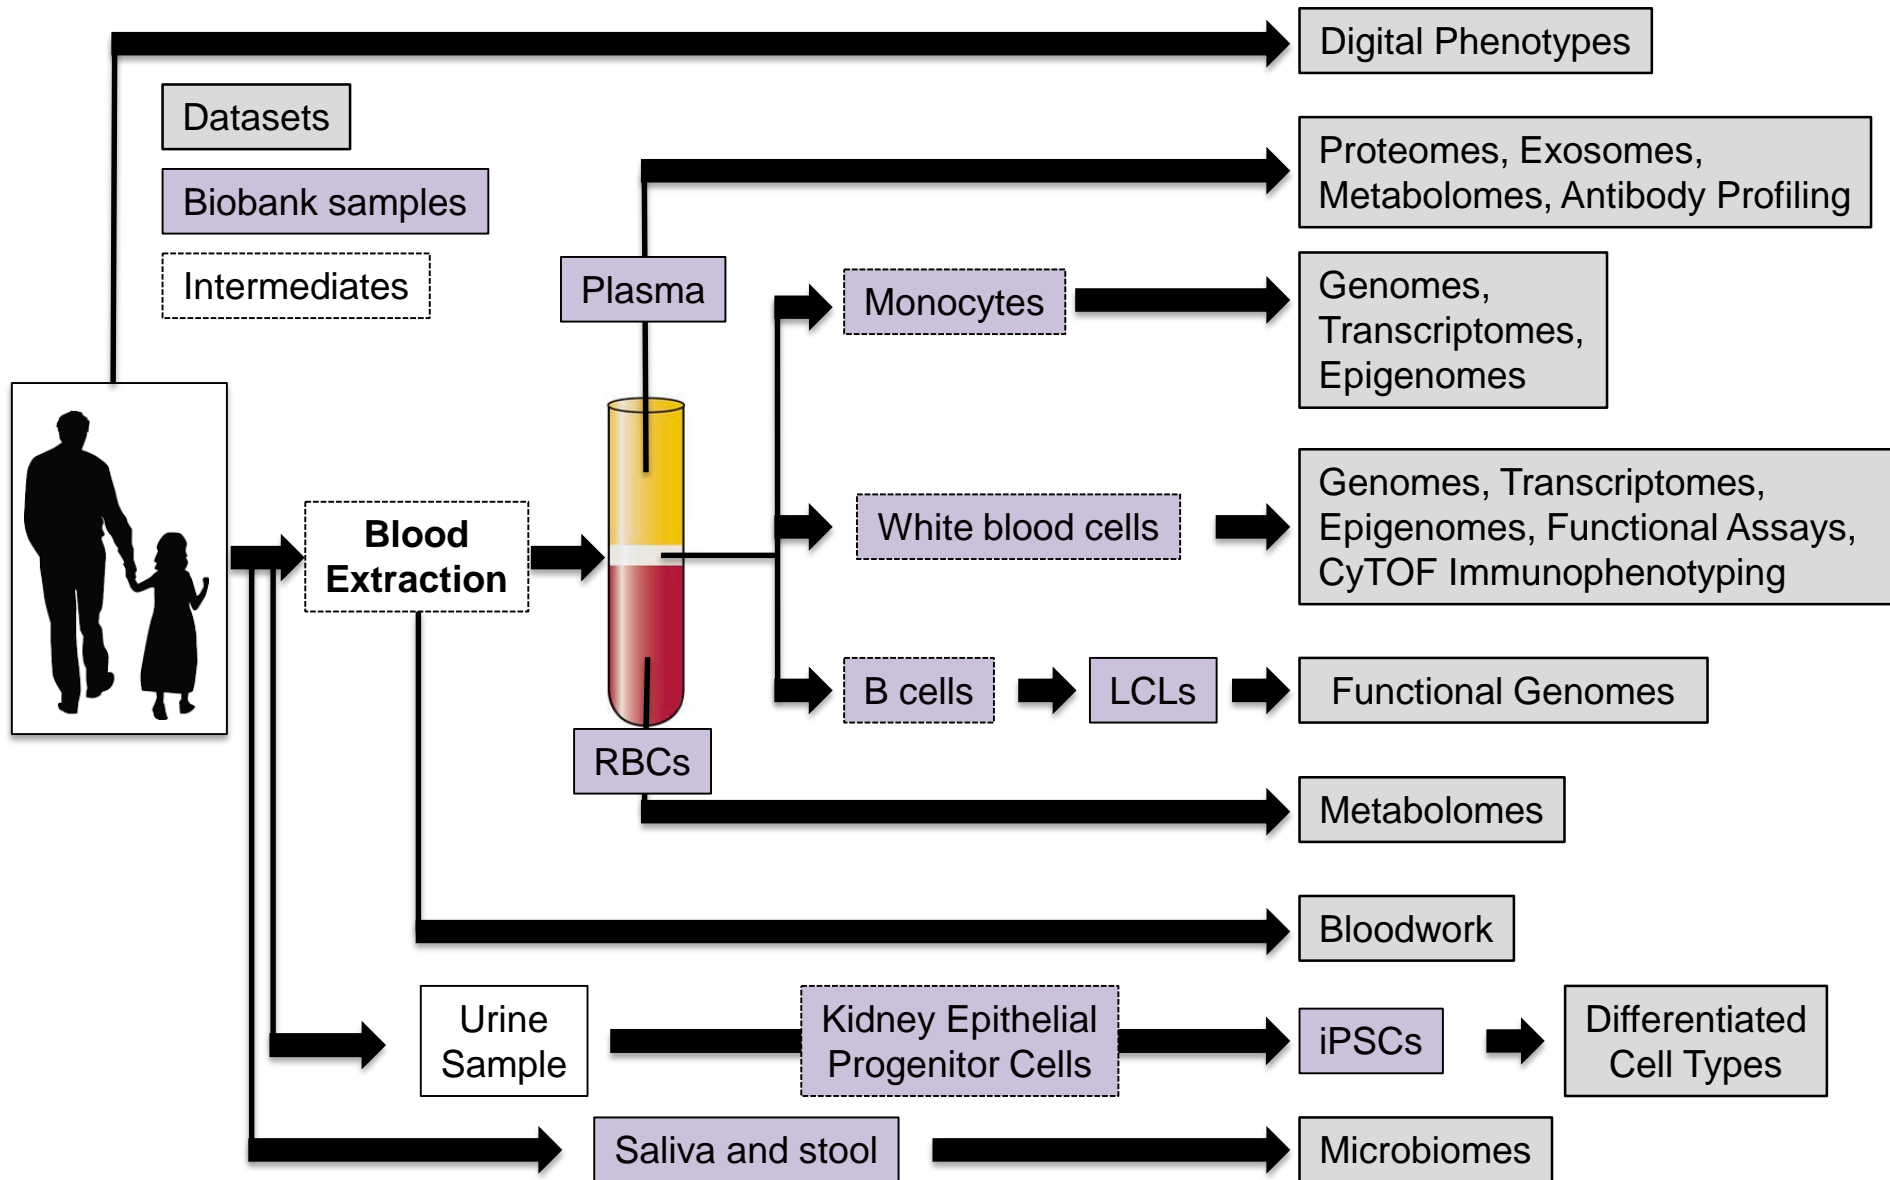 Digital Phenotypes
Datasets
Biobank samples
Intermediates
Proteomes, Exosomes,
Metabolomes, Antibody Profiling
Plasma
Monocytes
Genomes,
Transcriptomes,
Epigenomes
Blood
Extraction
White blood cells
Genomes, Transcriptomes,
Epigenomes, Functional Assays,
CyTOF Immunophenotyping
B cells
LCLs
Functional Genomes
RBCs
Metabolomes
Bloodwork
Urine
Sample
Kidney Epithelial
Progenitor Cells
iPSCs
Differentiated
Cell Types
Saliva and stool
Microbiomes